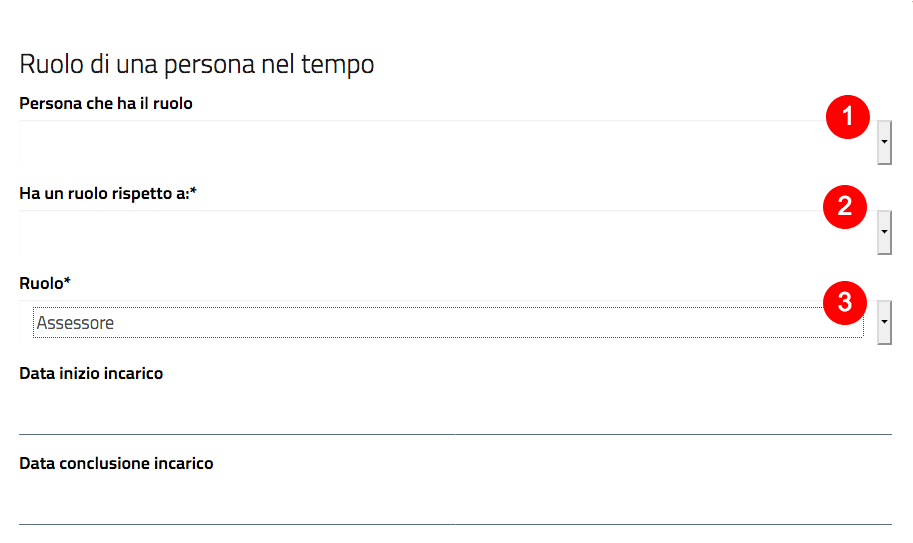 Ruolo di una persona nel tempo
Persona che ha il ruolo
1
Ha un ruolo rispetto a:*
2
Ruolo*
3
Assessore
Data inizio incarico
Data conclusione incarico